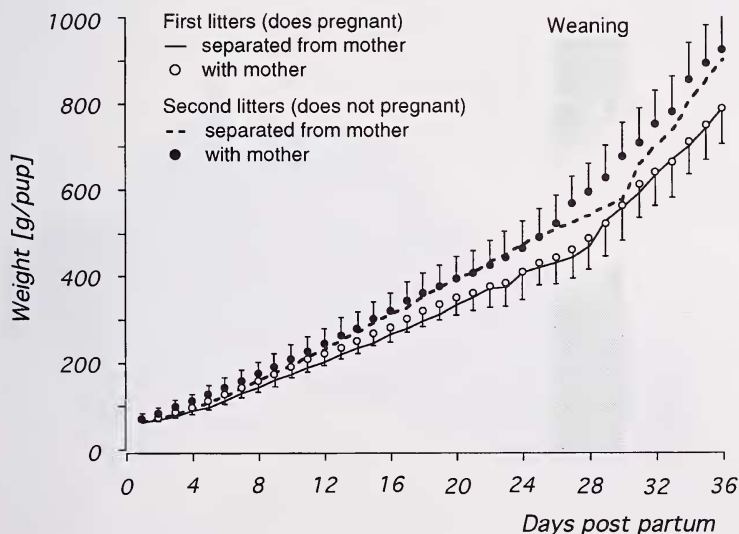 1000
800
600
400
200
0
Weight [g/pup]
First litters (does pregnant)
separated from mother
with mother
Second litters (does not pregnant)
separated from mother
with mother
Weaning
0 4 8 12 16 20 24 28 32 36
Days post partum